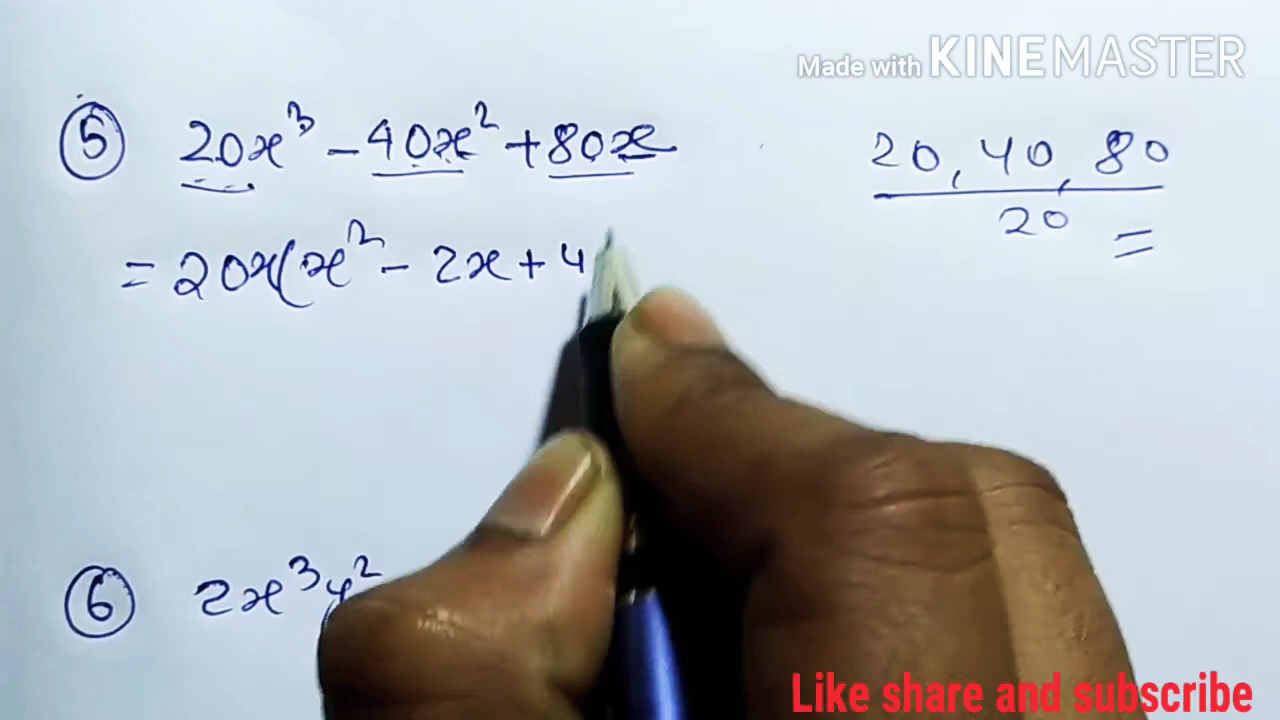 Made with KINEMASTER
⑤ 20x³ - 40x² + 80x
20, 40, 80
20 =
= 20x(x² - 2x + 4
⑥ 2x³y²
Like share and subscribe